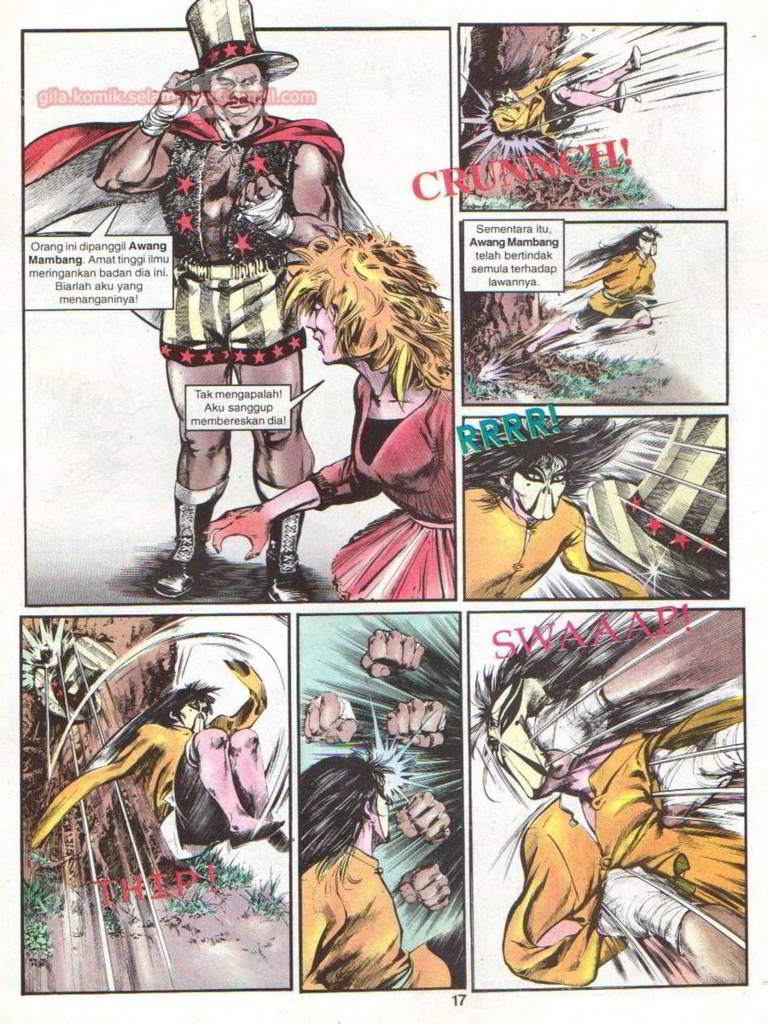 Orang ini dipanggil Awang
Mambang. Amat tinggi ilmu
meringankan badan dia ini.
Biarlah aku yang
menanganinya!
Tak mengapalah!
Aku sanggup
membereskan dia!
CRUNNCH!
Sementara itu,
Awang Mambang
telah bertindak
semula terhadap
lawannya.
RRRR!
THIP!
SWAAAP!
17